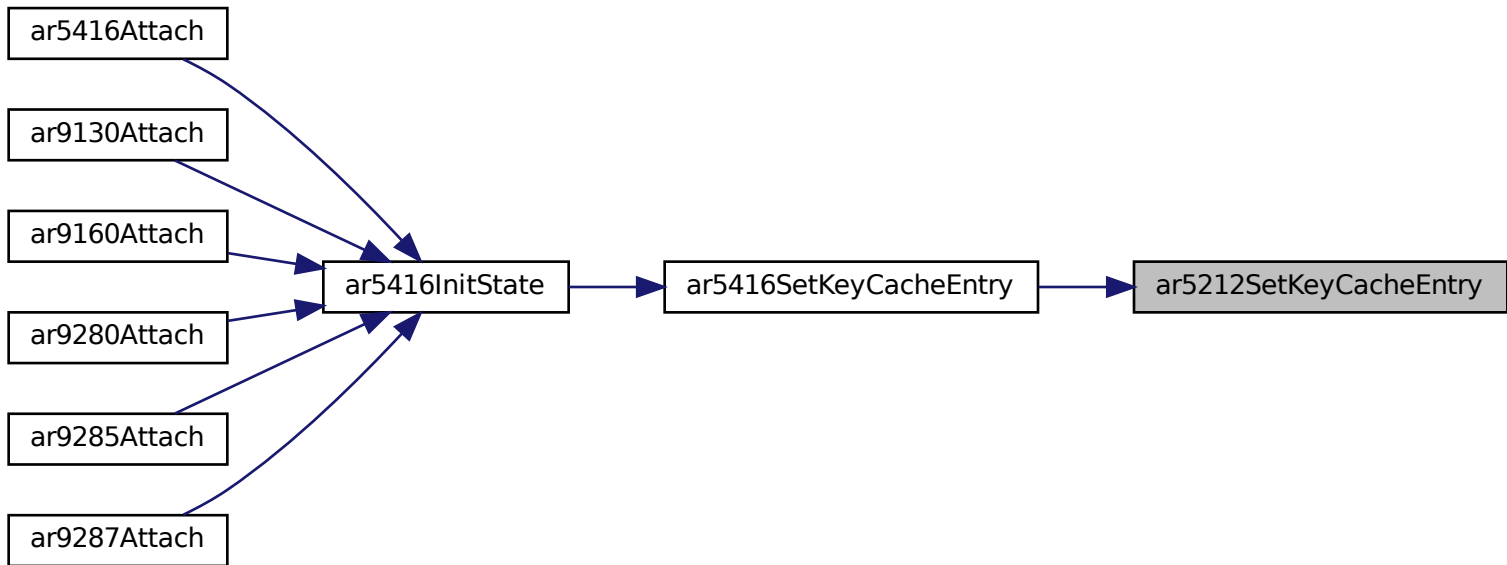 ar5416Attach
ar9130Attach
ar9160Attach
ar9280Attach
ar9285Attach
ar9287Attach
ar5416InitState
ar5416SetKeyCacheEntry
ar5212SetKeyCacheEntry